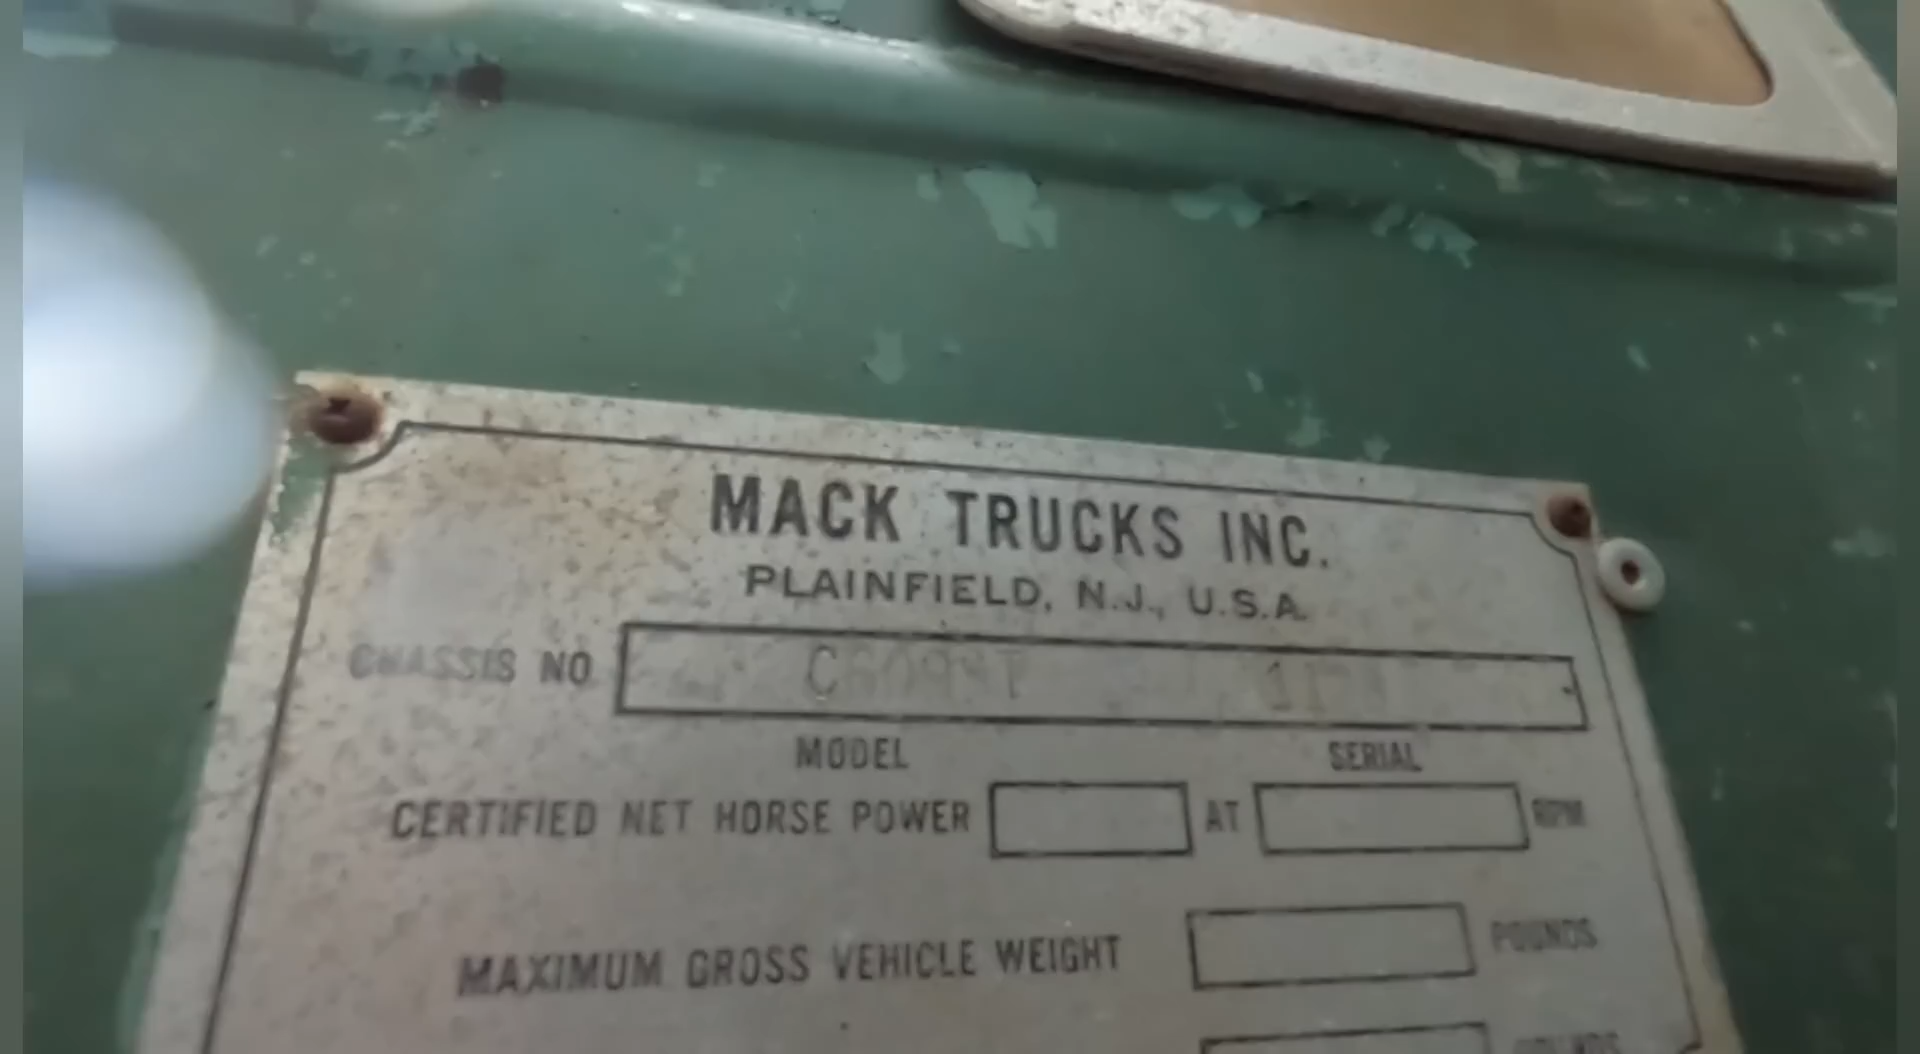 MACK TRUCKS INC.
PLAINFIELD, N.J., U.S.A.
CHASSIS NO
MODEL SERIAL
CERTIFIED NET HORSE POWER AT RPM
MAXIMUM GROSS VEHICLE WEIGHT POUNDS